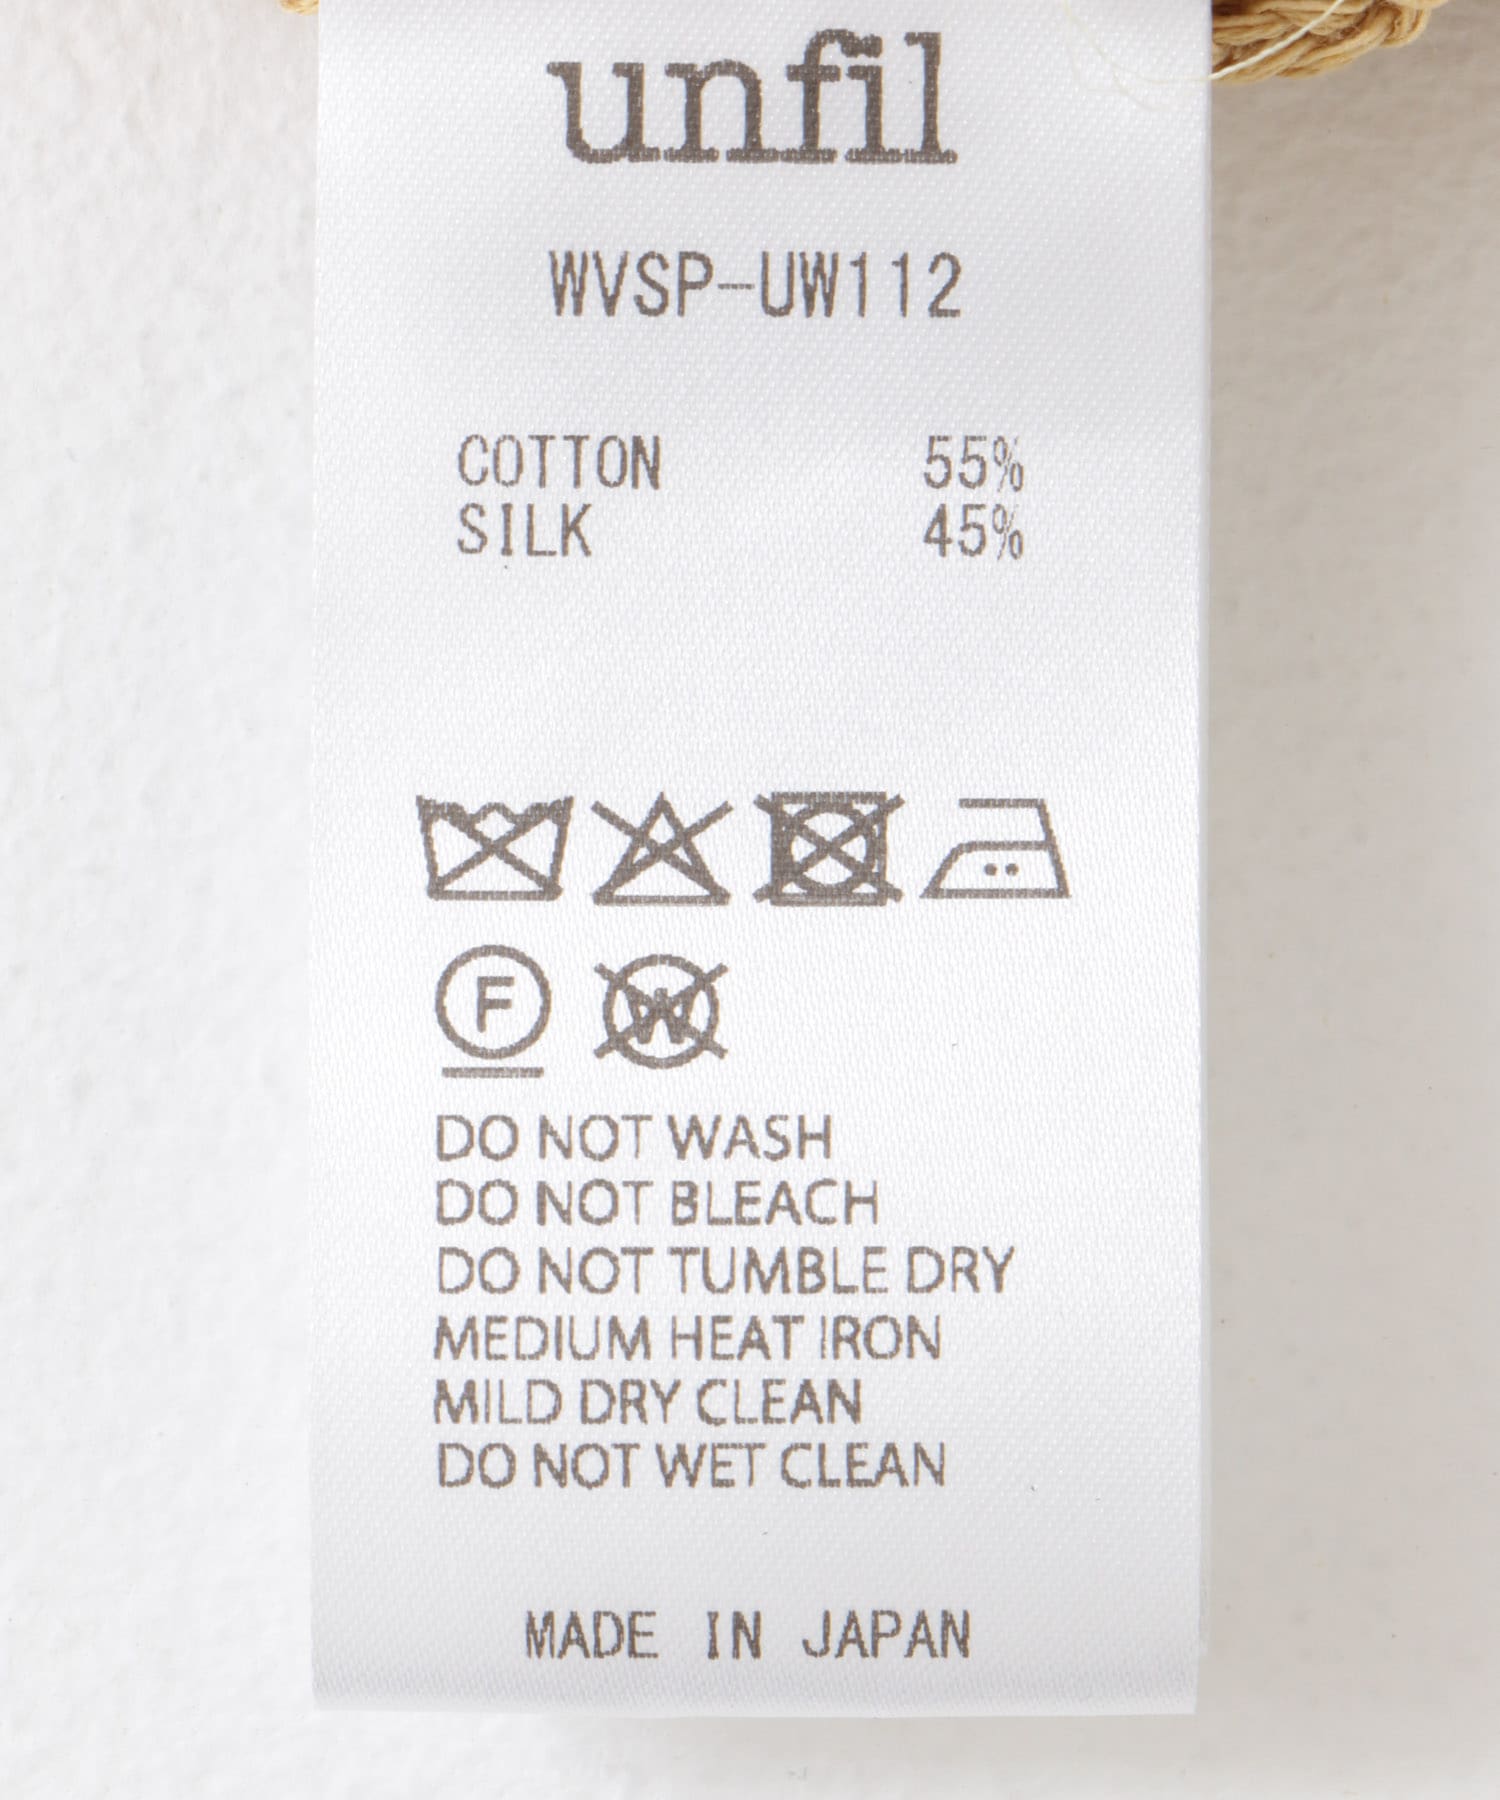 unfil
WVSP-UW112
COTTON 55%
SILK 45%
F W
DO NOT WASH
DO NOT BLEACH
DO NOT TUMBLE DRY
MEDIUM HEAT IRON
MILD DRY CLEAN
DO NOT WET CLEAN
MADE IN JAPAN